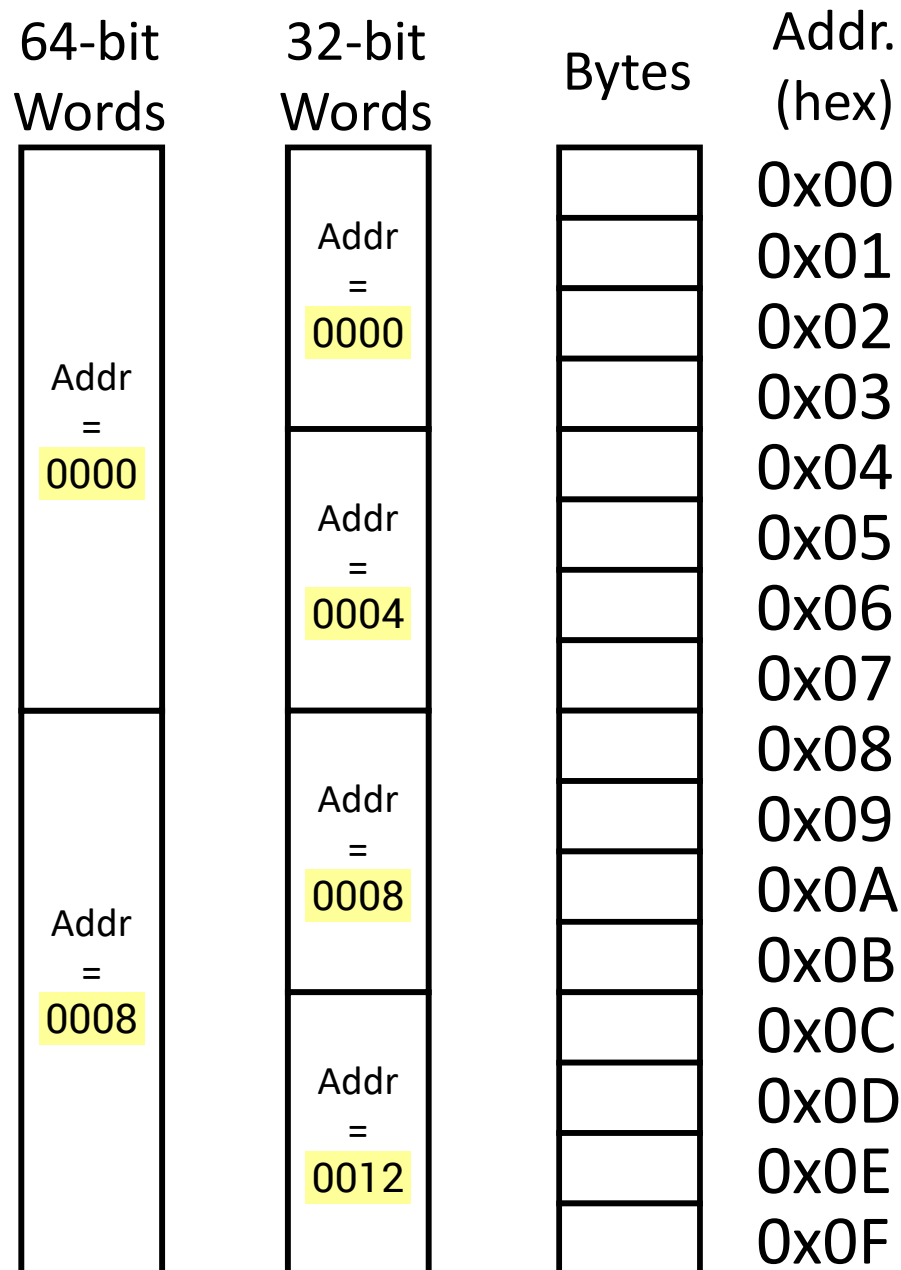 64-bit
Words
32-bit
Words
Bytes
Addr.
(hex)
Addr
=
0000
Addr
=
0008
Addr
=
0000
Addr
=
0004
Addr
=
0008
Addr
=
0012
0x00
0x01
0x02
0x03
0x04
0x05
0x06
0x07
0x08
0x09
0x0A
0x0B
0x0C
0x0D
0x0E
0x0F